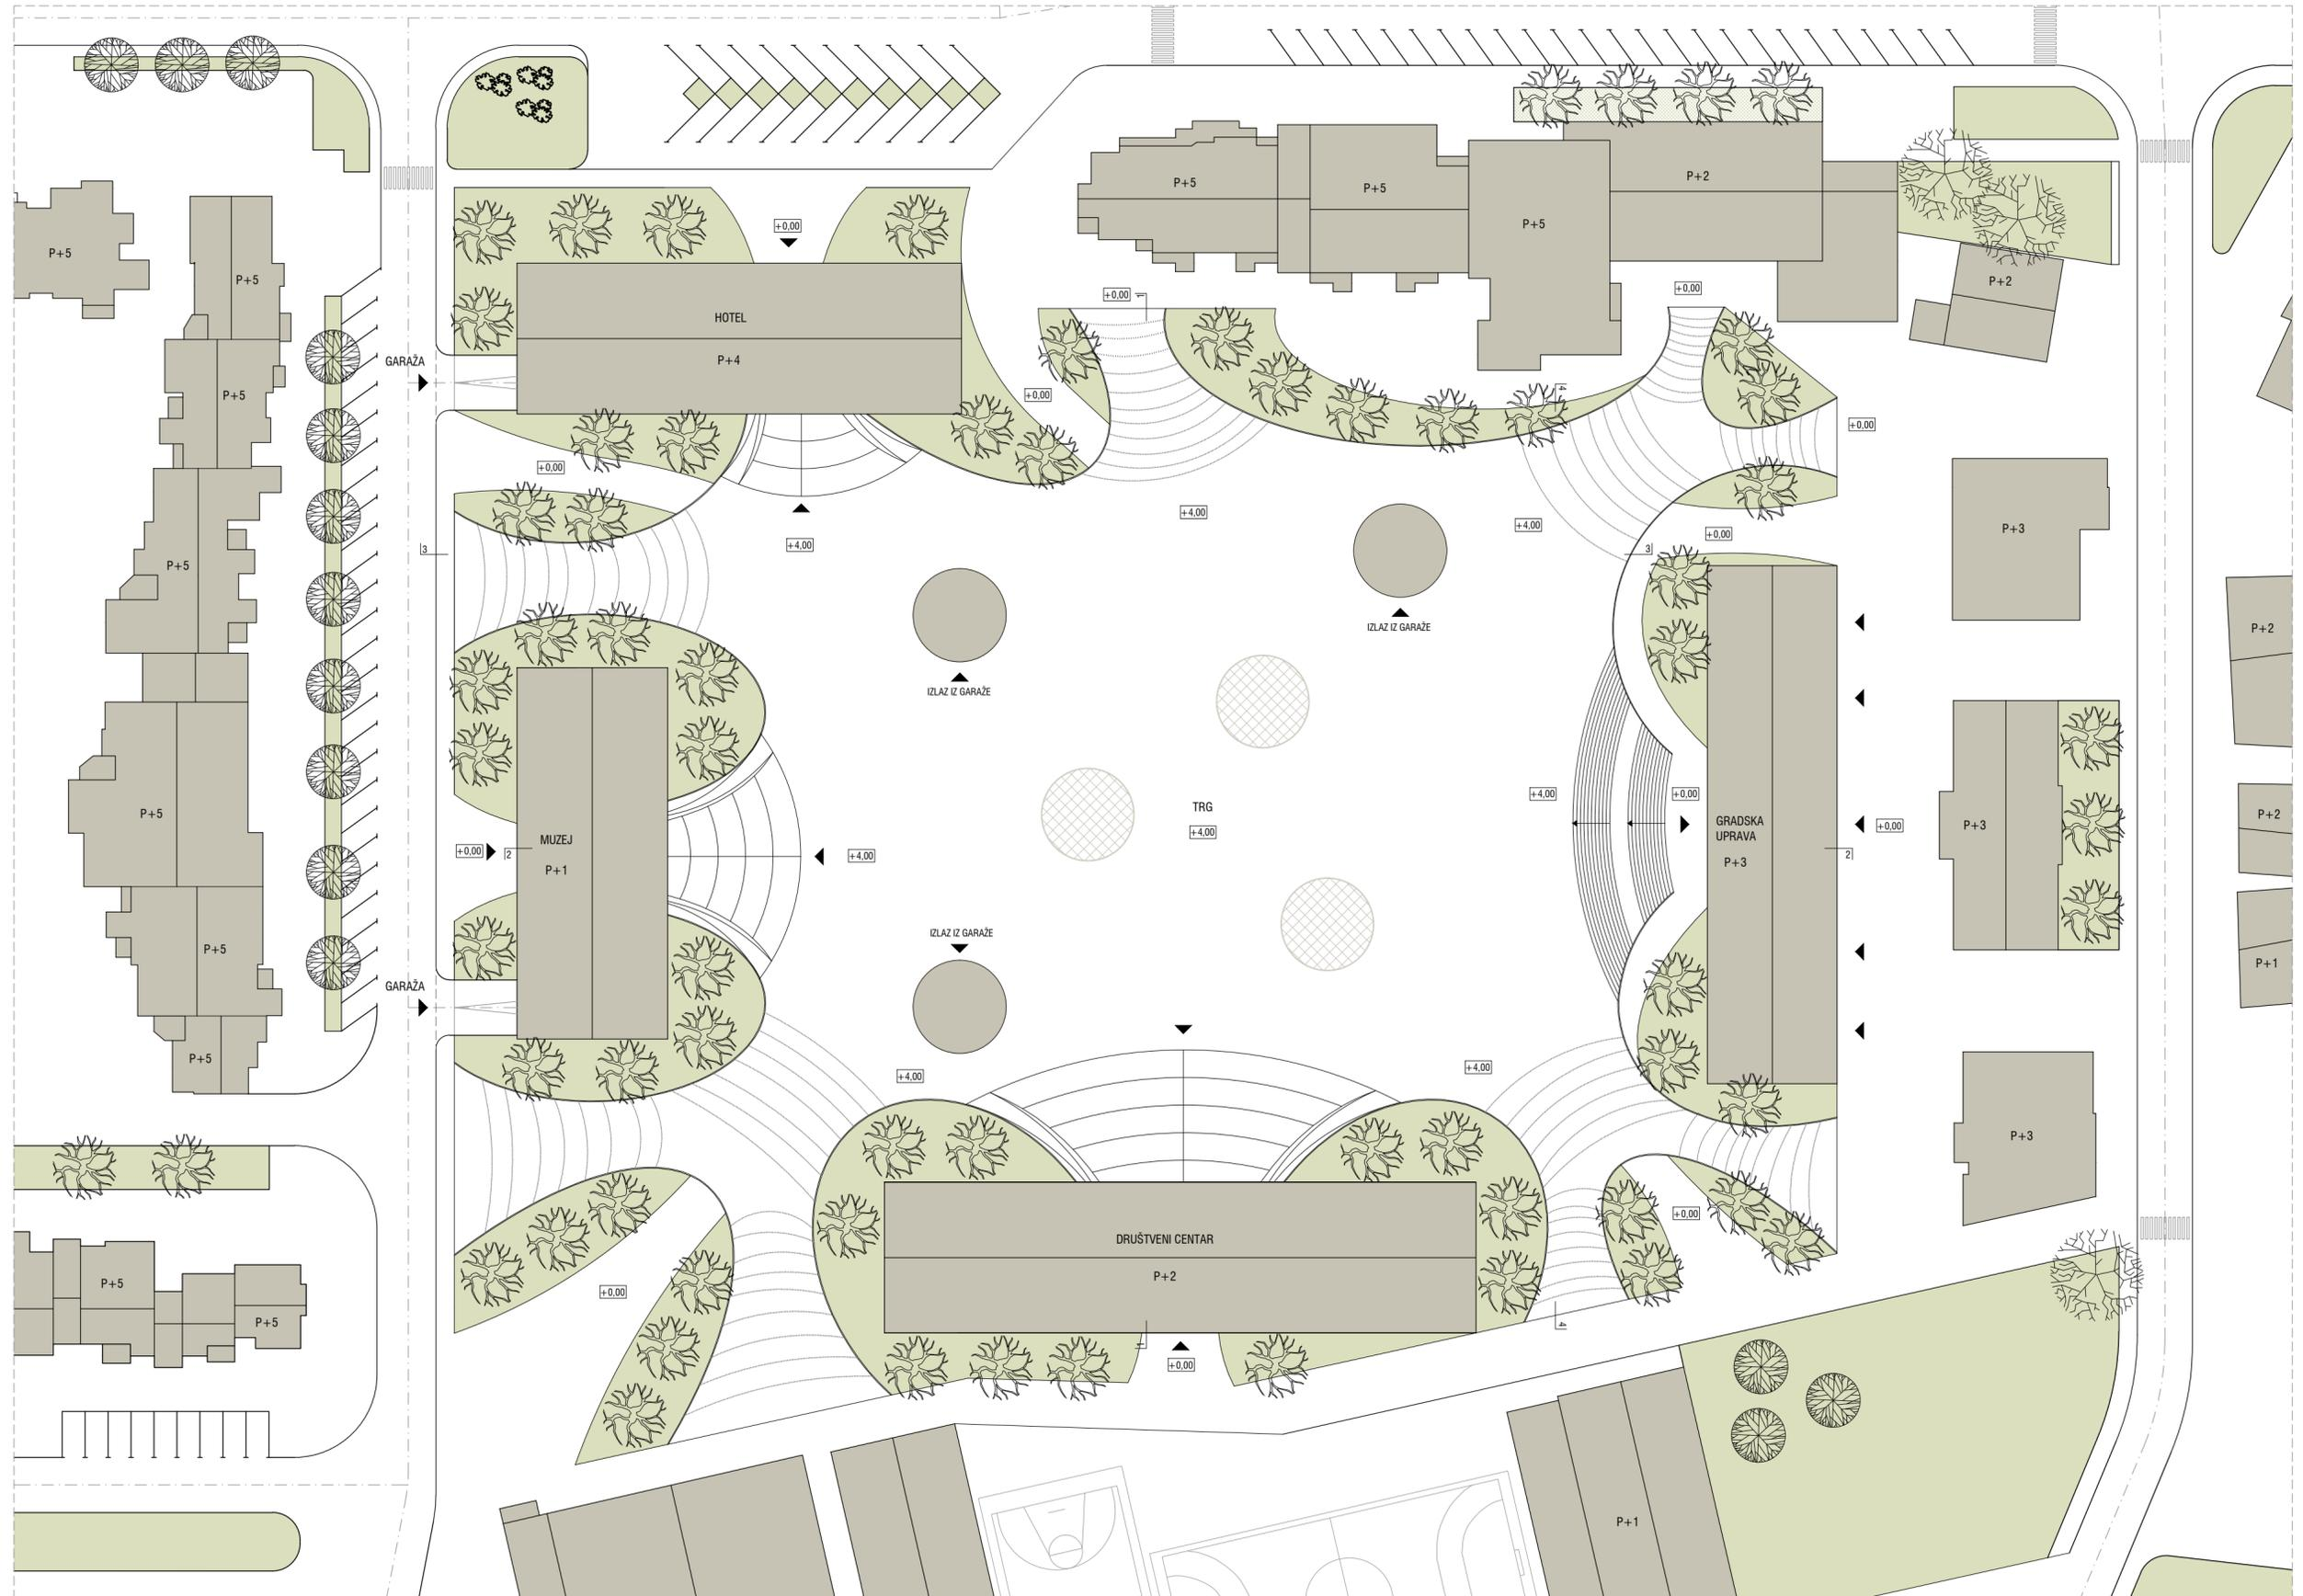 P+5
P+5
P+2
+0,00
P+5
P+5
P+5
P+2
+0,00
+0,00
HOTEL
P+4
GARAŽA
P+5
+0,00
+0,00
+0,00
+4,00
+4,00
+4,00
+0,00
P+3
3
3
P+5
IZLAZ IZ GARAŽE
P+2
IZLAZ IZ GARAŽE
+4,00
+0,00
TRG
+4,00
P+5
P+2
GRADSKA
UPRAVA
P+3
+0,00
P+3
MUZEJ
P+1
+0,00
2
+4,00
2
IZLAZ IZ GARAŽE
P+5
P+1
GARAŽA
P+5
+4,00
+4,00
P+3
+0,00
DRUŠTVENI CENTAR
P+2
P+5
+0,00
P+5
1
4
1
4
+0,00
P+1